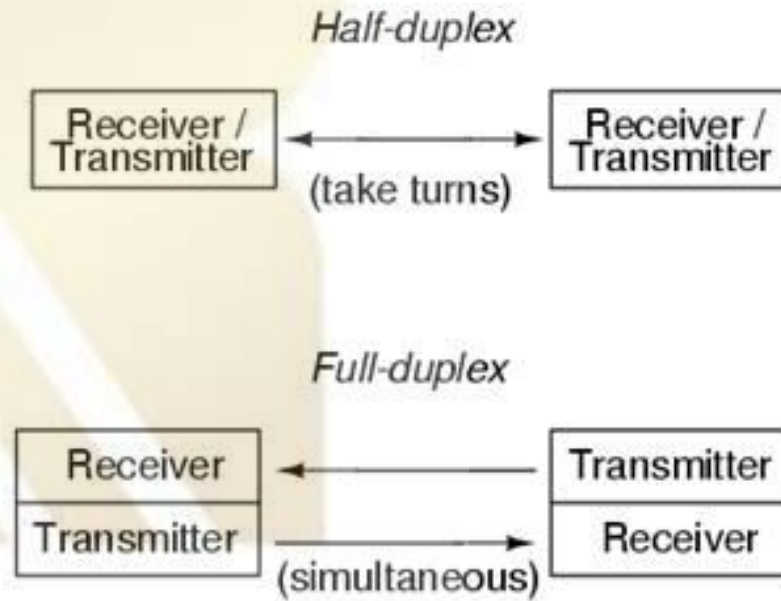 Half-duplex
Receiver / Receiver /
Transmitter Transmitter
(take turns)
Full-duplex
Receiver Transmitter
Transmitter Receiver
(simultaneous)